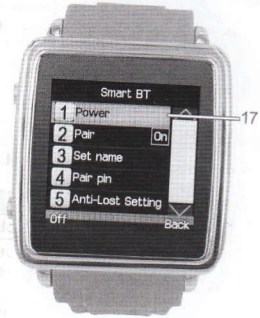 Smart BT
1 Power
2 Pair On
3 Set name
4 Pair pin
5 Anti-Lost Setting
Off Back
17